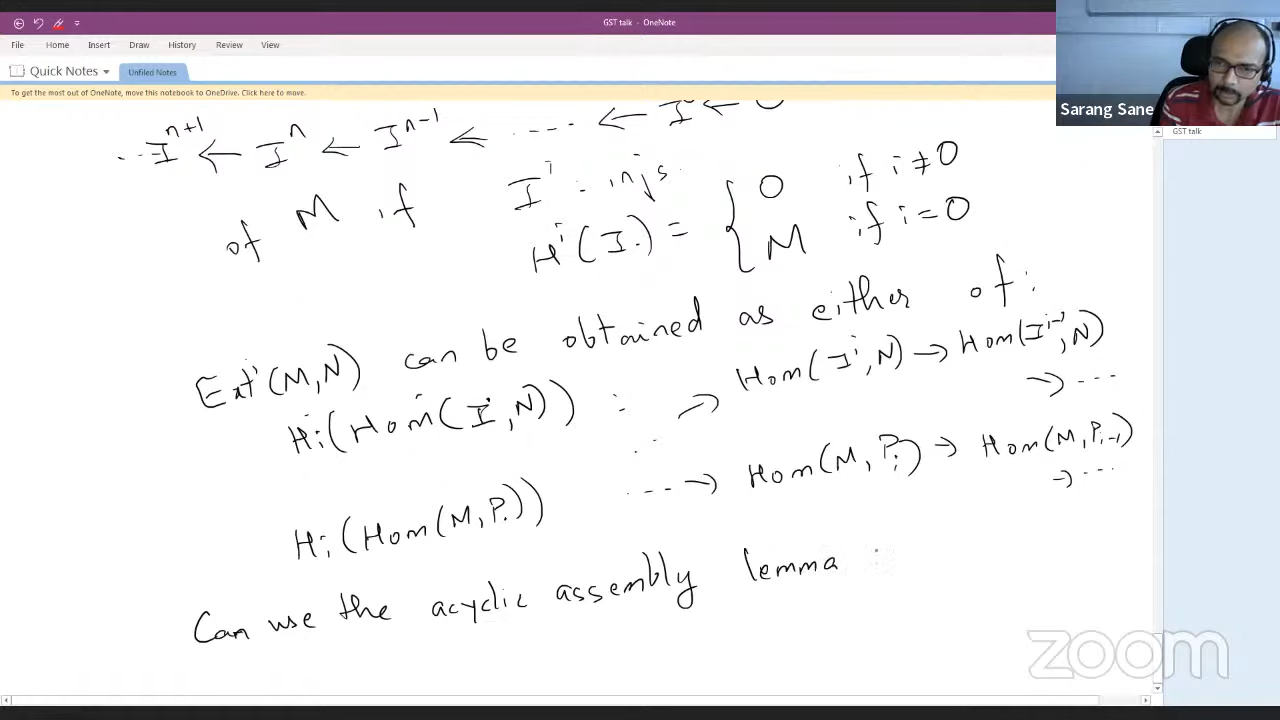 GST talk - OneNote
File Home Insert Draw History Review View
Quick Notes Unfiled Notes
To get the most out of OneNote, move this notebook to OneDrive. Click here to move.
Sarang Sane
GST talk
... I^{n+1} ← I^n ← I^{n-1} ← .... ← I ← 0
of M if I^i : injs. H^i(I.) = { 0 if i ≠ 0
M if i = 0
Ext^i(M,N) can be obtained as either of :
H_i(Hom(I^.,N)) : ... → Hom(I^i,N) → Hom(I^{i-1},N)
→ ...
H_i(Hom(M,P.)) ... → Hom(M,P_i) → Hom(M,P_{i-1})
→ ...
Can use the acyclic assembly lemma
zoom